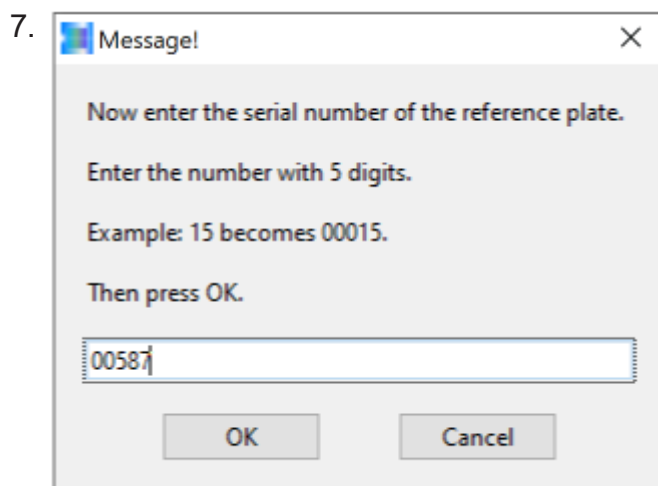 7.
Message!
Now enter the serial number of the reference plate.
Enter the number with 5 digits.
Example: 15 becomes 00015.
Then press OK.
00587
OK Cancel